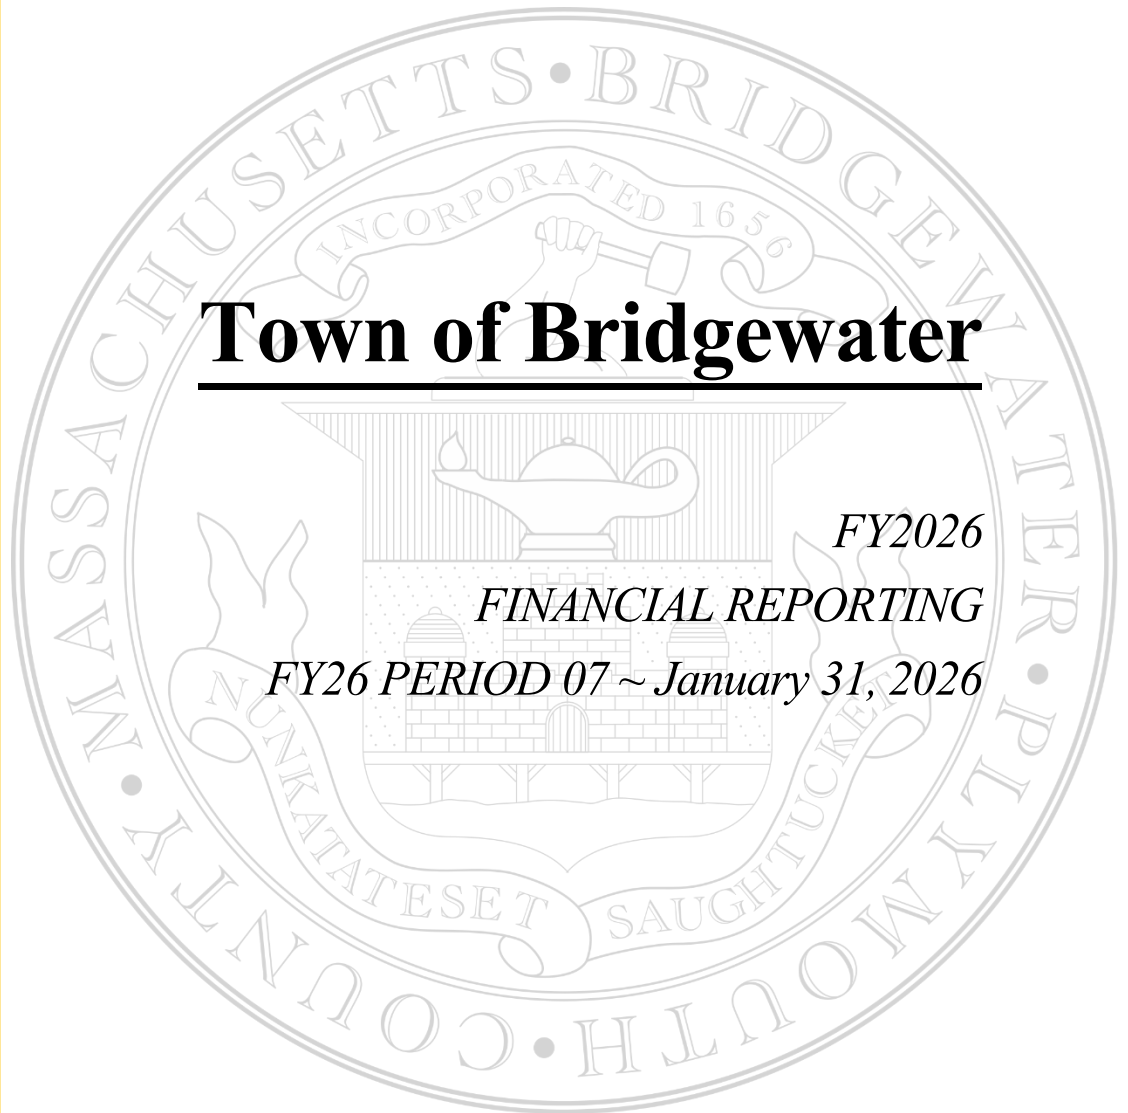 MASSACHUSETTS • BRIDGEWATER • PLYMOUTH • COUNTY •
INCORPORATED 1656
Town of Bridgewater
FY2026
FINANCIAL REPORTING
FY26 PERIOD 07 ~ January 31, 2026
NUNKATATESET
SAUGHTUCKET